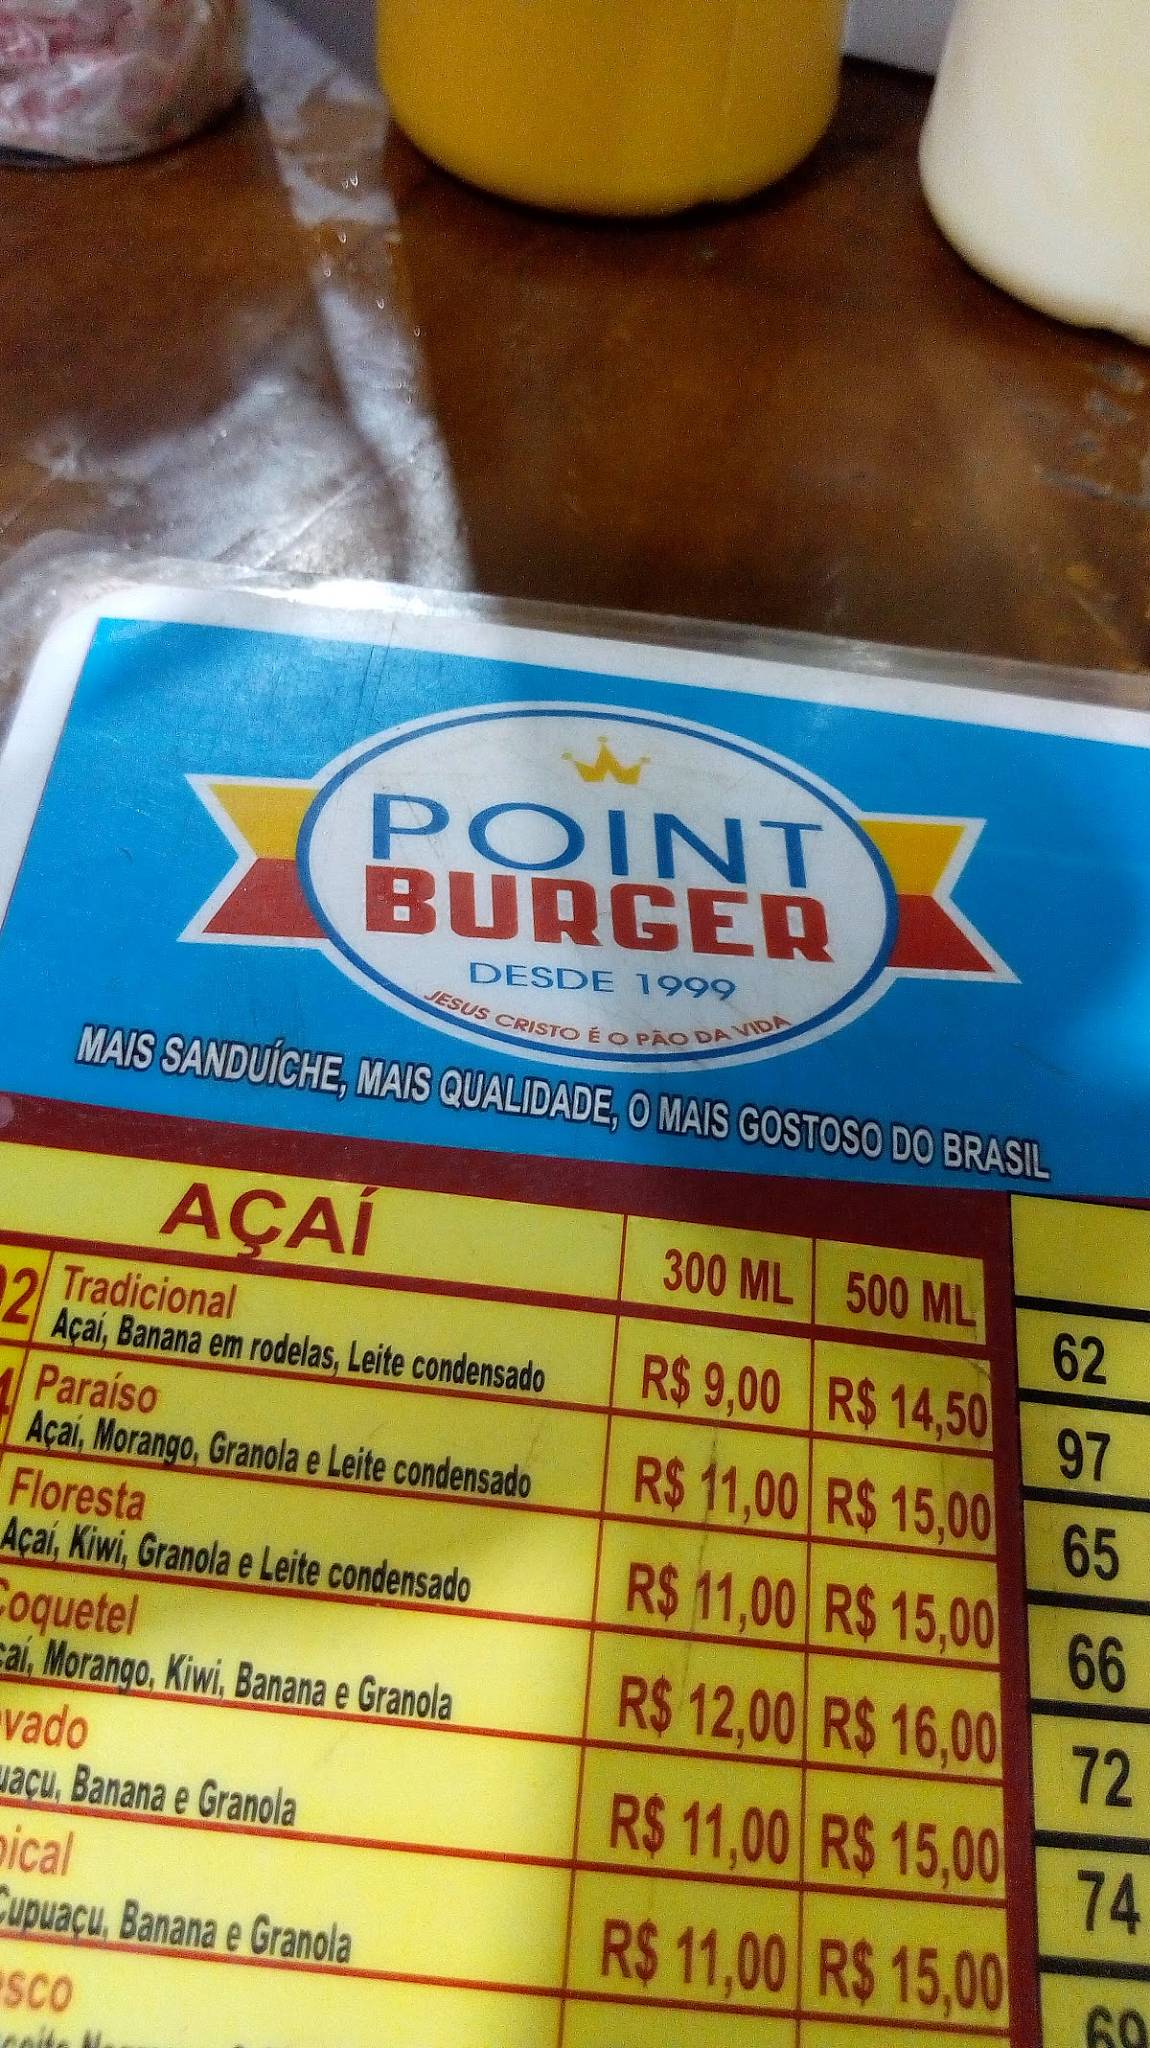 POINT
BURGER
DESDE 1999
JESUS CRISTO É O PÃO DA VIDA
MAIS SANDUÍCHE, MAIS QUALIDADE, O MAIS GOSTOSO DO BRASIL
AÇAÍ 300 ML 500 ML
Tradicional
Açaí, Banana em rodelas, Leite condensado R$ 9,00 R$ 14,50 62
Paraíso
Açaí, Morango, Granola e Leite condensado R$ 11,00 R$ 15,00 97
Floresta
Açaí, Kiwi, Granola e Leite condensado R$ 11,00 R$ 15,00 65
Coquetel
Morango, Kiwi, Banana e Granola R$ 12,00 R$ 16,00 66
Banana e Granola R$ 11,00 R$ 15,00 72
Cupuaçu, Banana e Granola R$ 11,00 R$ 15,00 74
69